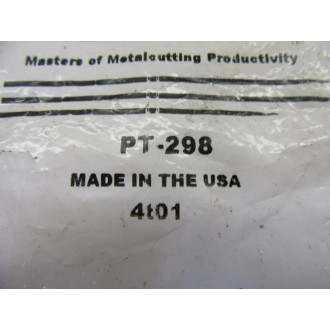 Masters of Metalcutting Productivity
PT-298
MADE IN THE USA
4t01